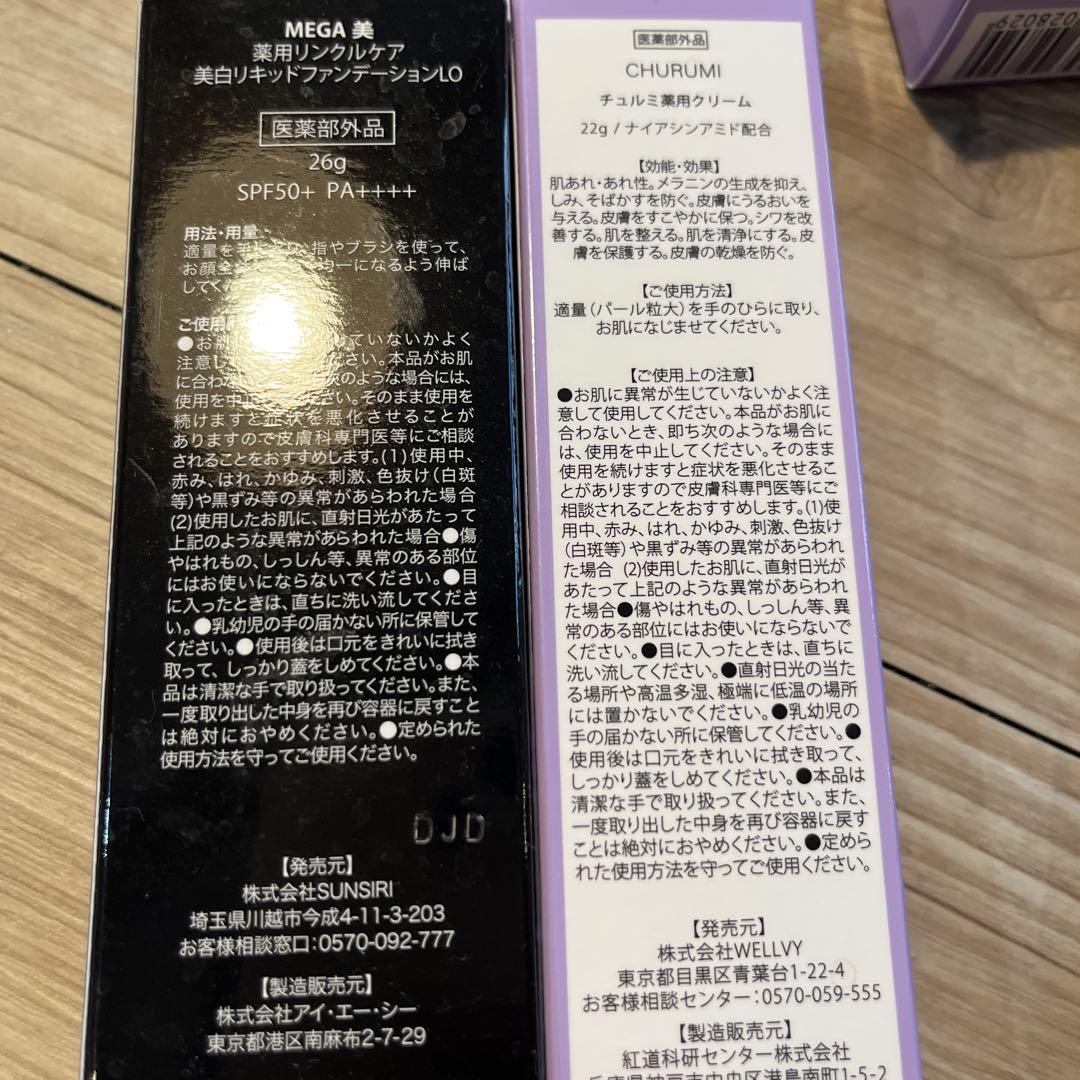 MEGA 美
薬用リンクルケア
美白リキッドファンデーションLO
医薬部外品
26g
SPF50+ PA++++
用法・用量
適量を手に 指やブラシを使って、
お顔全 均一になるよう伸ば
してく
ご使用
●お肌 じていないかよく
注意し ださい。本品がお肌
に合わな 次のような場合には、
使用を中止 ださい。そのまま使用を
続けますと症状を悪化させることが
ありますので皮膚科専門医等にご相談
されることをおすすめします。(1)使用中、
赤み、はれ、かゆみ、刺激、色抜け(白斑
等)や黒ずみ等の異常があらわれた場合
(2)使用したお肌に、直射日光があたって
上記のような異常があらわれた場合●傷
やはれもの、しっしん等、異常のある部位
にはお使いにならないでください。●目
に入ったときは、直ちに洗い流してくださ
い。●乳幼児の手の届かない所に保管して
ください。●使用後は口元をきれいに拭き
取って、しっかり蓋をしめてください。●本
品は清潔な手で取り扱ってください。また、
一度取り出した中身を再び容器に戻すこと
は絶対におやめください。●定められた
使用方法を守ってご使用ください。
DJD
【発売元】
株式会社SUNSIRI
埼玉県川越市今成4-11-3-203
お客様相談窓口:0570-092-777
【製造販売元】
株式会社アイ・エー・シー
東京都港区南麻布2-7-29
医薬部外品
CHURUMI
チュルミ薬用クリーム
22g / ナイアシンアミド配合
【効能・効果】
肌あれ・あれ性。メラニンの生成を抑え、
しみ、そばかすを防ぐ。皮膚にうるおいを
与える。皮膚をすこやかに保つ。シワを改
善する。肌を整える。肌を清浄にする。皮
膚を保護する。皮膚の乾燥を防ぐ。
【ご使用方法】
適量(パール粒大)を手のひらに取り、
お肌になじませてください。
【ご使用上の注意】
●お肌に異常が生じていないかよく注
意して使用してください。本品がお肌に
合わないとき、即ち次のような場合に
は、使用を中止してください。そのまま
使用を続けますと症状を悪化させるこ
とがありますので皮膚科専門医等にご
相談されることをおすすめします。(1)使
用中、赤み、はれ、かゆみ、刺激、色抜け
(白斑等)や黒ずみ等の異常があらわれ
た場合 (2)使用したお肌に、直射日光が
あたって上記のような異常があらわれ
た場合●傷やはれもの、しっしん等、異
常のある部位にはお使いにならないで
ください。●目に入ったときは、直ちに
洗い流してください。●直射日光の当た
る場所や高温多湿、極端に低温の場所
には置かないでください。●乳幼児の
手の届かない所に保管してください。●
使用後は口元をきれいに拭き取って、
しっかり蓋をしめてください。●本品は
清潔な手で取り扱ってください。また、
一度取り出した中身を再び容器に戻す
ことは絶対におやめください。●定めら
れた使用方法を守ってご使用ください。
【発売元】
株式会社WELLVY
東京都目黒区青葉台1-22-4
お客様相談センター:0570-059-555
【製造販売元】
紅道科研センター株式会社
兵庫県神戸市中央区港島南町1-5-2
028029